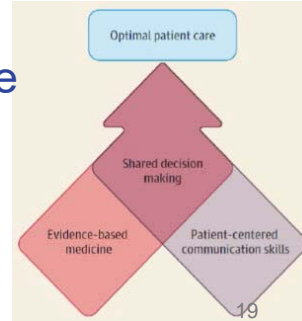 Optimal patient care
e
Shared decision
making
Evidence-based
medicine
Patient-centered
communication skills
19